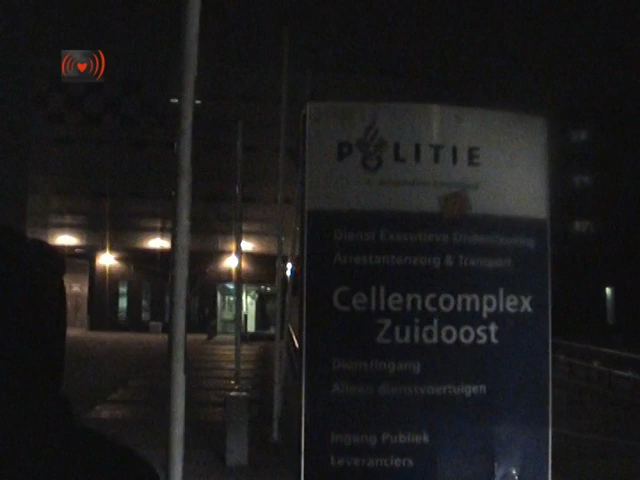 POLITIE
Dienst Executieve Ondersteuning
Arrestantenzorg & Transport
Cellencomplex
Zuidoost
Dienstingang
Alleen dienstvoertuigen
Ingang Publiek
Leveranciers